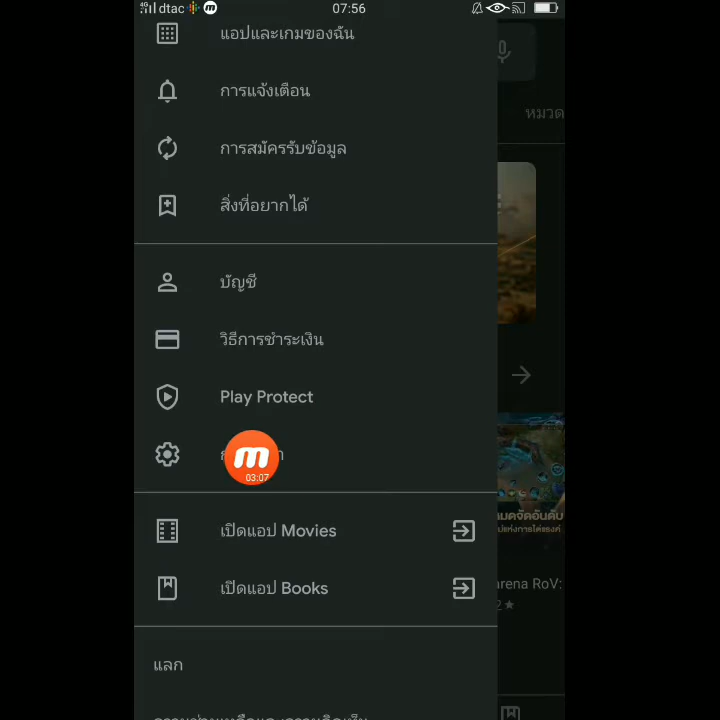 4G dtac 07:56
แอปและเกมของฉัน
หมวด
การแจ้งเตือน
การสมัครรับข้อมูล
สิ่งที่อยากได้
บัญชี
วิธีการชำระเงิน
Play Protect
m
03:07
เปิดแอป Movies
เปิดแอป Books
arena RoV:
แลก